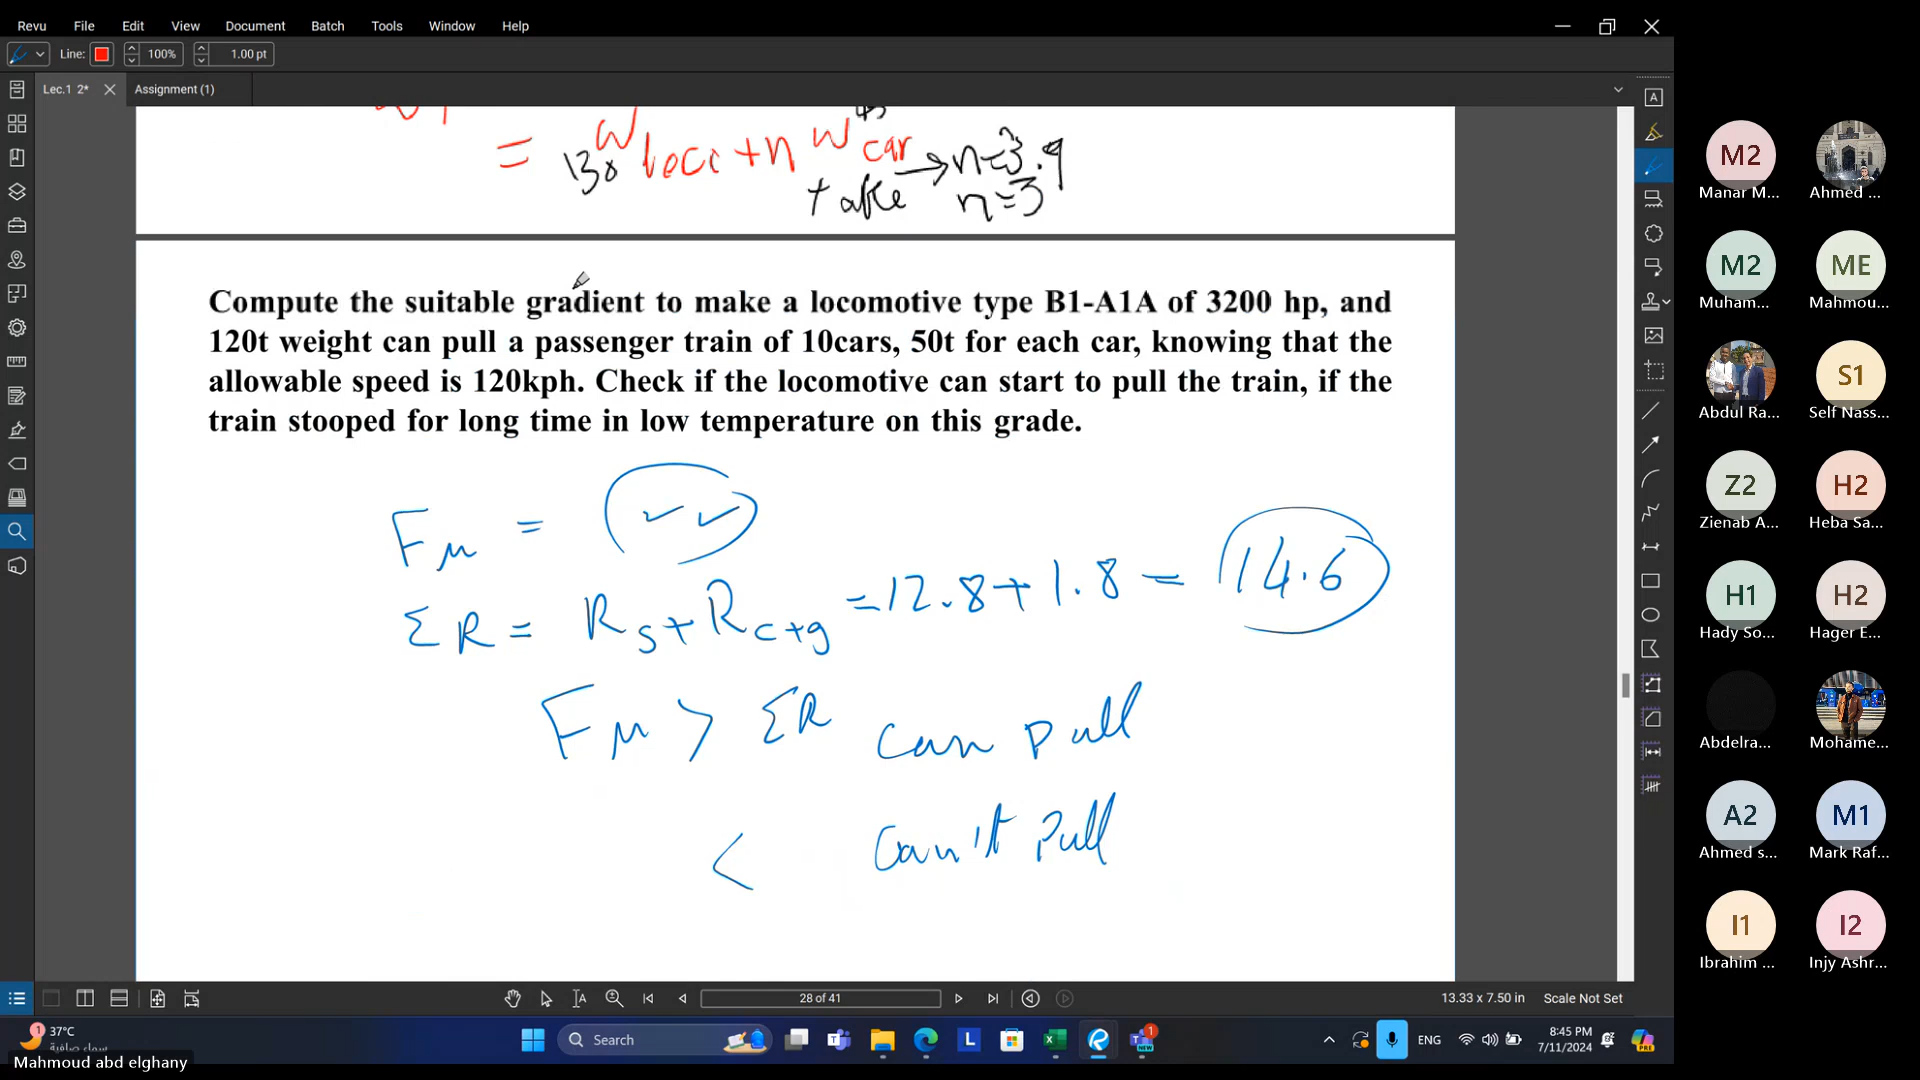 Revu File Edit View Document Batch Tools Window Help
Line: 100% 1.00 pt
Lec.1 2* Assignment (1)
= 130 W loco + n W car → n=3.9
take n=3
Compute the suitable gradient to make a locomotive type B1-A1A of 3200 hp, and
120t weight can pull a passenger train of 10cars, 50t for each car, knowing that the
allowable speed is 120kph. Check if the locomotive can start to pull the train, if the
train stooped for long time in low temperature on this grade.
Fμ = ✓✓
ΣR = Rs+Rc+g =12.8+1.8 = 14.6
Fμ > ΣR can pull
< can't pull
28 of 41
13.33 x 7.50 in Scale Not Set
M2
Manar M... Ahmed ...
M2 ME
Muham... Mahmou...
S1
Abdul Ra... Self Nass...
Z2 H2
Zienab A... Heba Sa...
H1 H2
Hady So... Hager E...
Abdelra... Mohame...
A2 M1
Ahmed s... Mark Raf...
I1 I2
Ibrahim ... Injy Ashr...
1 37°C
سماء صافية
Search
L
1
NEW
ENG
8:45 PM
7/11/2024
PRE
Mahmoud abd elghany